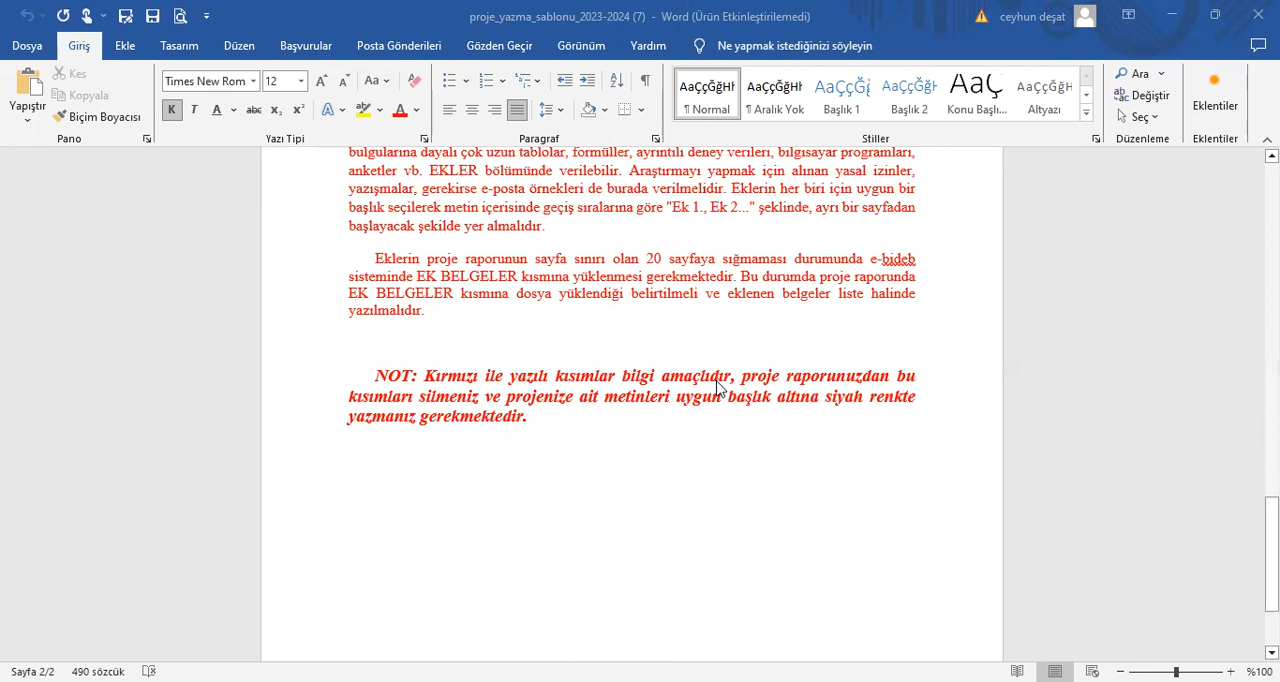 proje_yazma_sablonu_2023-2024 (7) - Word (Ürün Etkinleştirilemedi)
ceyhun deşat
Dosya Giriş Ekle Tasarım Düzen Başvurular Posta Gönderileri Gözden Geçir Görünüm Yardım Ne yapmak istediğinizi söyleyin
Yapıştır
Kes
Kopyala
Biçim Boyacısı
Pano
Times New Rom 12
Aa
K T A abc x₂ x² A A
Yazı Tipi
Paragraf
AaÇçĞğHł AaÇçĞğHł AaÇçĞğ AaÇçĞğH AaÇ AaÇçĞğH
¶ Normal ¶ Aralık Yok Başlık 1 Başlık 2 Konu Başlı... Altyazı
Stiller
Ara
Değiştir
Seç
Düzenleme
Eklentiler
Eklentiler
bulgularına dayalı çok uzun tablolar, formüller, ayrıntılı deney verileri, bilgisayar programları,
anketler vb. EKLER bölümünde verilebilir. Araştırmayı yapmak için alınan yasal izinler,
yazışmalar, gerekirse e-posta örnekleri de burada verilmelidir. Eklerin her biri için uygun bir
başlık seçilerek metin içerisinde geçiş sıralarına göre "Ek 1., Ek 2..." şeklinde, ayrı bir sayfadan
başlayacak şekilde yer almalıdır.
Eklerin proje raporunun sayfa sınırı olan 20 sayfaya sığmaması durumunda e-bideb
sisteminde EK BELGELER kısmına yüklenmesi gerekmektedir. Bu durumda proje raporunda
EK BELGELER kısmına dosya yüklendiği belirtilmeli ve eklenen belgeler liste halinde
yazılmalıdır.
NOT: Kırmızı ile yazılı kısımlar bilgi amaçlıdır, proje raporunuzdan bu
kısımları silmeniz ve projenize ait metinleri uygun başlık altına siyah renkte
yazmanız gerekmektedir.
Sayfa 2/2 490 sözcük
%100